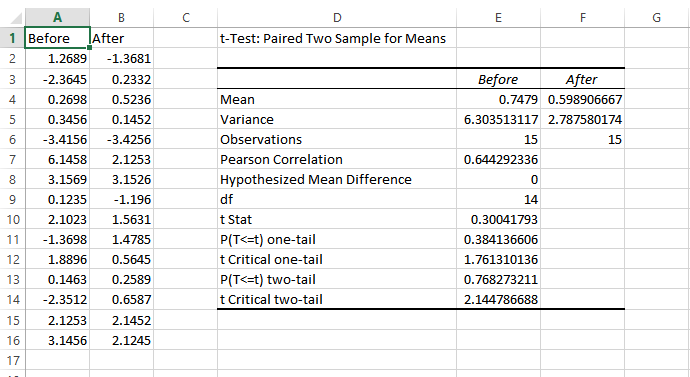 A B C D E F G
1 Before After t-Test: Paired Two Sample for Means
2 1.2689 -1.3681
3 -2.3645 0.2332 Before After
4 0.2698 0.5236 Mean 0.7479 0.598906667
5 0.3456 0.1452 Variance 6.303513117 2.787580174
6 -3.4156 -3.4256 Observations 15 15
7 6.1458 2.1253 Pearson Correlation 0.644292336
8 3.1569 3.1526 Hypothesized Mean Difference 0
9 0.1235 -1.196 df 14
10 2.1023 1.5631 t Stat 0.30041793
11 -1.3698 1.4785 P(T<=t) one-tail 0.384136606
12 1.8896 0.5645 t Critical one-tail 1.761310136
13 0.1463 0.2589 P(T<=t) two-tail 0.768273211
14 -2.3512 0.6587 t Critical two-tail 2.144786688
15 2.1253 2.1452
16 3.1456 2.1245
17